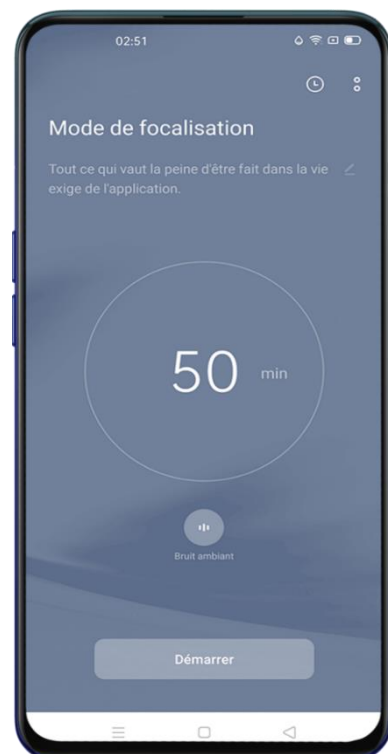 02:51
Mode de focalisation
Tout ce qui vaut la peine d'être fait dans la vie
exige de l'application.
50 min
Bruit ambiant
Démarrer